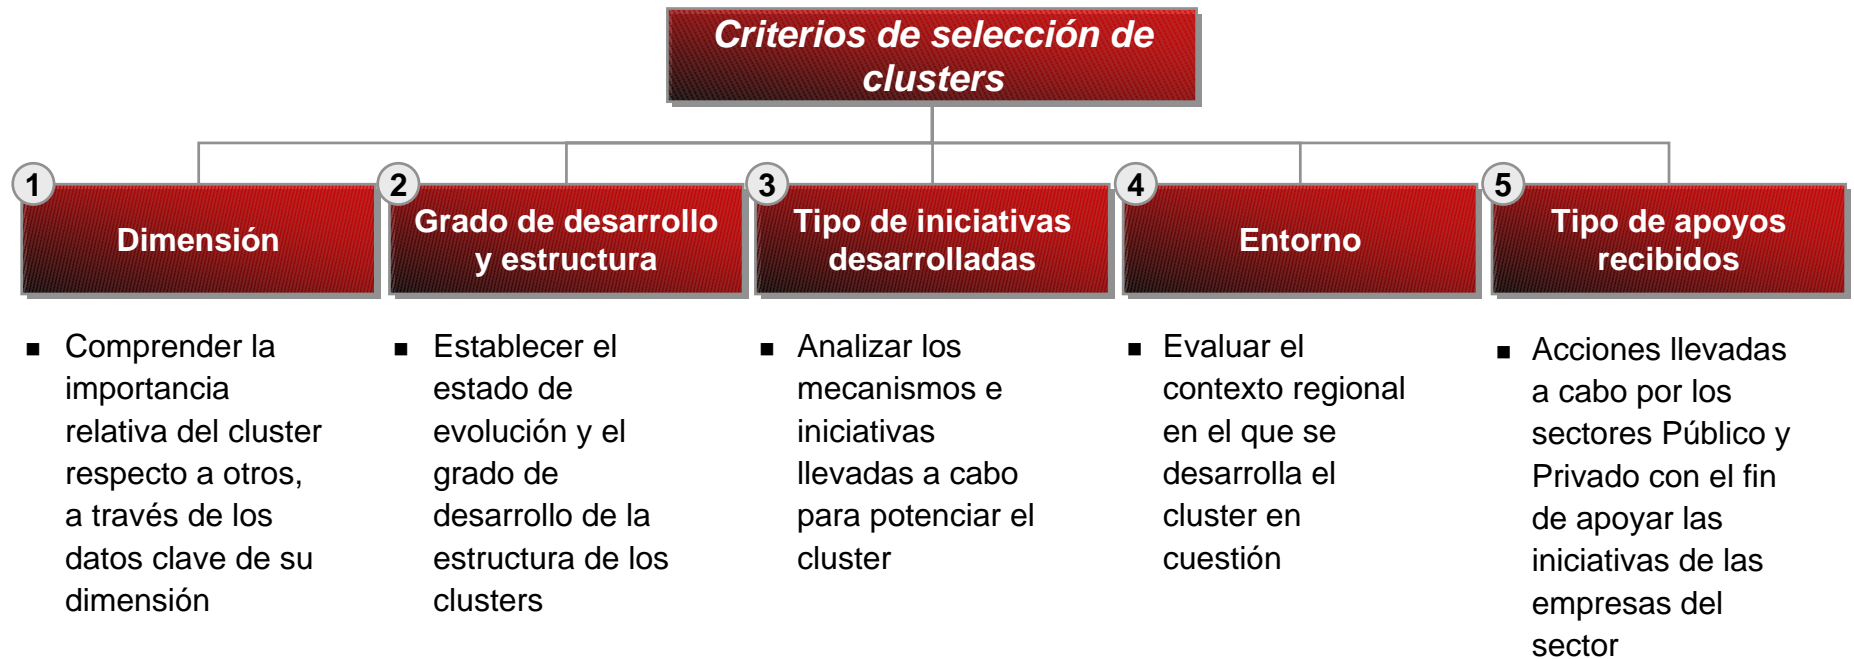 Criterios de selección de
clusters
1
Dimensión
2
Grado de desarrollo
y estructura
3
Tipo de iniciativas
desarrolladas
4
Entorno
5
Tipo de apoyos
recibidos
Comprender la
importancia
relativa del cluster
respecto a otros,
a través de los
datos clave de su
dimensión
Establecer el
estado de
evolución y el
grado de
desarrollo de la
estructura de los
clusters
Analizar los
mecanismos e
iniciativas
llevadas a cabo
para potenciar el
cluster
Evaluar el
contexto regional
en el que se
desarrolla el
cluster en
cuestión
Acciones llevadas
a cabo por los
sectores Público y
Privado con el fin
de apoyar las
iniciativas de las
empresas del
sector